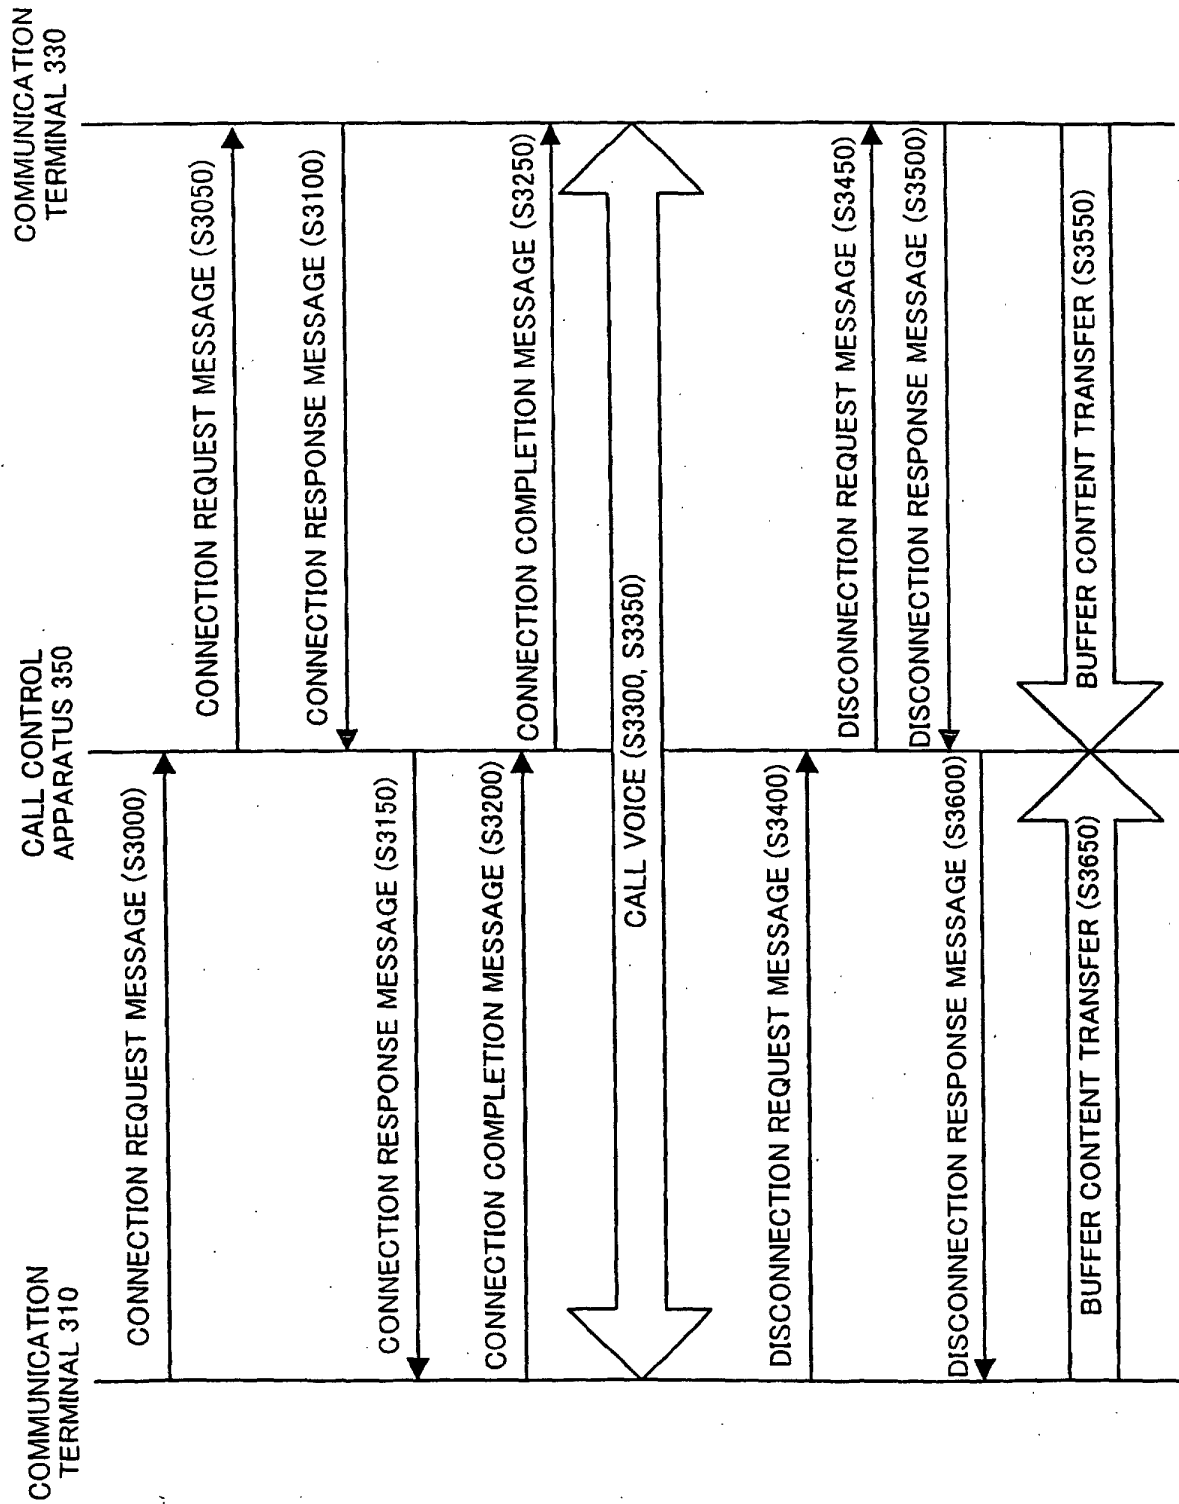 COMMUNICATION
TERMINAL 310
CALL CONTROL
APPARATUS 350
COMMUNICATION
TERMINAL 330
CONNECTION REQUEST MESSAGE (S3000)
CONNECTION REQUEST MESSAGE (S3050)
CONNECTION RESPONSE MESSAGE (S3100)
CONNECTION RESPONSE MESSAGE (S3150)
CONNECTION COMPLETION MESSAGE (S3200)
CONNECTION COMPLETION MESSAGE (S3250)
CALL VOICE (S3300, S3350)
DISCONNECTION REQUEST MESSAGE (S3400)
DISCONNECTION REQUEST MESSAGE (S3450)
DISCONNECTION RESPONSE MESSAGE (S3500)
DISCONNECTION RESPONSE MESSAGE (S3600)
BUFFER CONTENT TRANSFER (S3550)
BUFFER CONTENT TRANSFER (S3650)